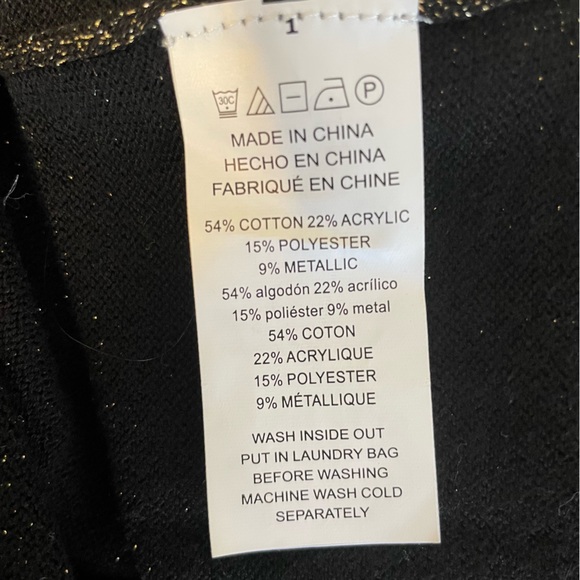 1
30C P
MADE IN CHINA
HECHO EN CHINA
FABRIQUÉ EN CHINE
54% COTTON 22% ACRYLIC
15% POLYESTER
9% METALLIC
54% algodón 22% acrílico
15% poliéster 9% metal
54% COTON
22% ACRYLIQUE
15% POLYESTER
9% MÉTALLIQUE
WASH INSIDE OUT
PUT IN LAUNDRY BAG
BEFORE WASHING
MACHINE WASH COLD
SEPARATELY